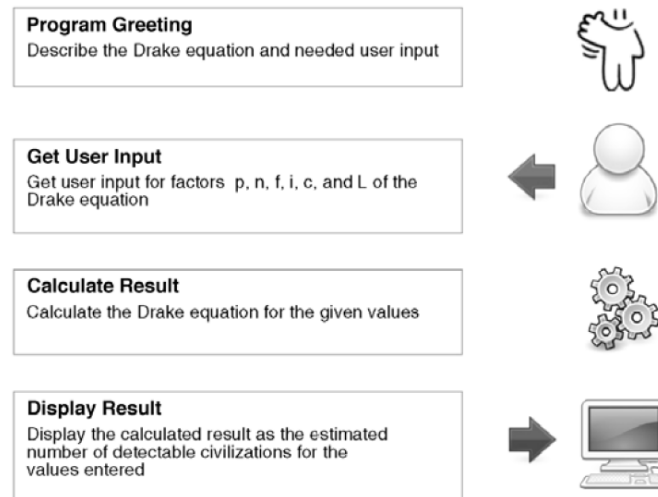 Program Greeting
Describe the Drake equation and needed user input
Get User Input
Get user input for factors p, n, f, i, c, and L of the
Drake equation
Calculate Result
Calculate the Drake equation for the given values
Display Result
Display the calculated result as the estimated
number of detectable civilizations for the
values entered